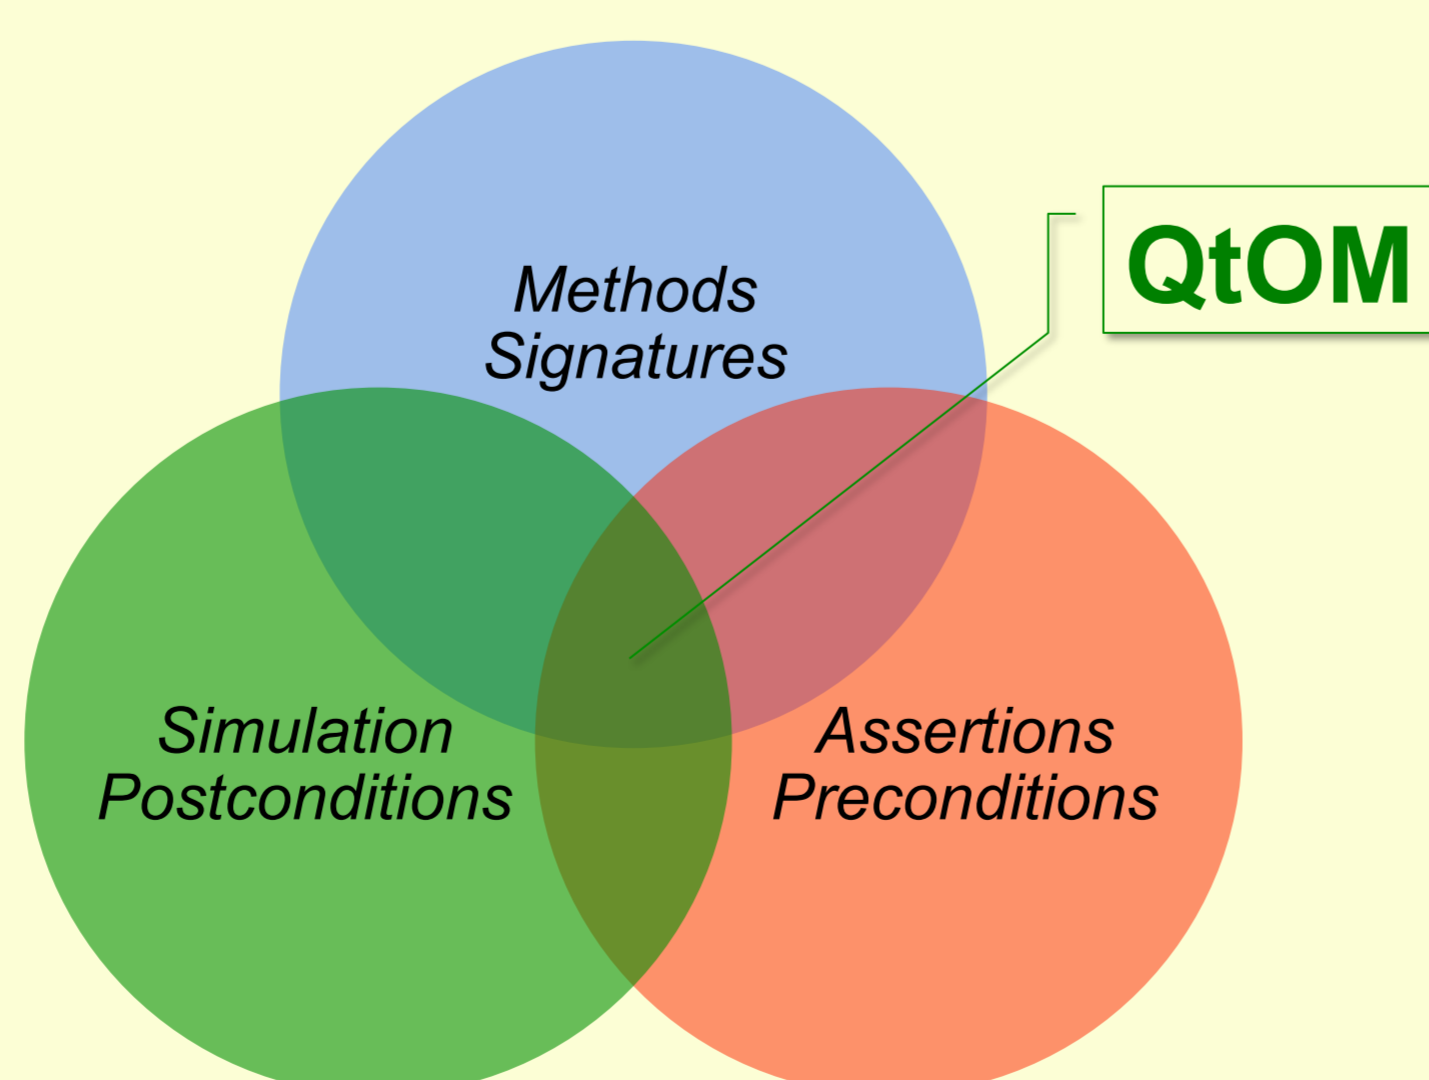 QtOM
Methods
Signatures
Simulation
Postconditions
Assertions
Preconditions